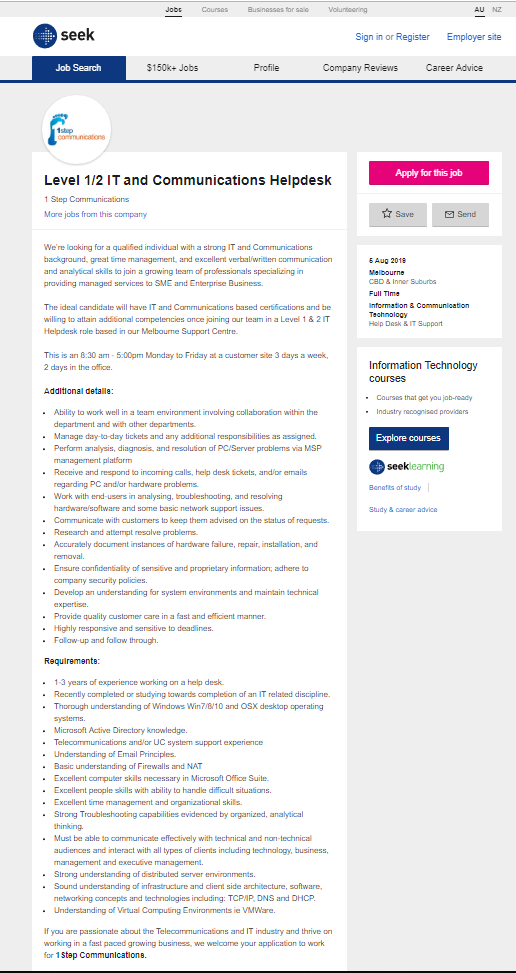 Jobs Courses Businesses for sale Volunteering AU NZ
seek
Sign in or Register Employer site
Job Search $150k+ Jobs Profile Company Reviews Career Advice
1step
communications
Level 1/2 IT and Communications Helpdesk
1 Step Communications
More jobs from this company
We're looking for a qualified individual with a strong IT and Communications
background, great time management, and excellent verbal/written communication
and analytical skills to join a growing team of professionals specializing in
providing managed services to SME and Enterprise Business.
The ideal candidate will have IT and Communications based certifications and be
willing to attain additional competencies once joining our team in a Level 1 & 2 IT
Helpdesk role based in our Melbourne Support Centre.
This is an 8:30 am - 5:00pm Monday to Friday at a customer site 3 days a week,
2 days in the office.
Additional details:
• Ability to work well in a team environment involving collaboration within the
department and with other departments.
• Manage day-to-day tickets and any additional responsibilities as assigned.
• Perform analysis, diagnosis, and resolution of PC/Server problems via MSP
management platform
• Receive and respond to incoming calls, help desk tickets, and/or emails
regarding PC and/or hardware problems.
• Work with end-users in analysing, troubleshooting, and resolving
hardware/software and some basic network support issues.
• Communicate with customers to keep them advised on the status of requests.
• Research and attempt resolve problems.
• Accurately document instances of hardware failure, repair, installation, and
removal.
• Ensure confidentiality of sensitive and proprietary information; adhere to
company security policies.
• Develop an understanding for system environments and maintain technical
expertise.
• Provide quality customer care in a fast and efficient manner.
• Highly responsive and sensitive to deadlines.
• Follow-up and follow through.
Requirements:
• 1-3 years of experience working on a help desk.
• Recently completed or studying towards completion of an IT related discipline.
• Thorough understanding of Windows Win7/8/10 and OSX desktop operating
systems.
• Microsoft Active Directory knowledge.
• Telecommunications and/or UC system support experience
• Understanding of Email Principles.
• Basic understanding of Firewalls and NAT
• Excellent computer skills necessary in Microsoft Office Suite.
• Excellent people skills with ability to handle difficult situations.
• Excellent time management and organizational skills.
• Strong Troubleshooting capabilities evidenced by organized, analytical
thinking.
• Must be able to communicate effectively with technical and non-technical
audiences and interact with all types of clients including technology, business,
management and executive management.
• Strong understanding of distributed server environments.
• Sound understanding of infrastructure and client side architecture, software,
networking concepts and technologies including: TCP/IP, DNS and DHCP.
• Understanding of Virtual Computing Environments ie VMWare.
If you are passionate about the Telecommunications and IT industry and thrive on
working in a fast paced growing business, we welcome your application to work
for 1Step Communications.
Apply for this job
Save Send
5 Aug 2019
Melbourne
CBD & Inner Suburbs
Full Time
Information & Communication
Technology
Help Desk & IT Support
Information Technology
courses
• Courses that get you job-ready
• Industry recognised providers
Explore courses
seeklearning
Benefits of study
Study & career advice